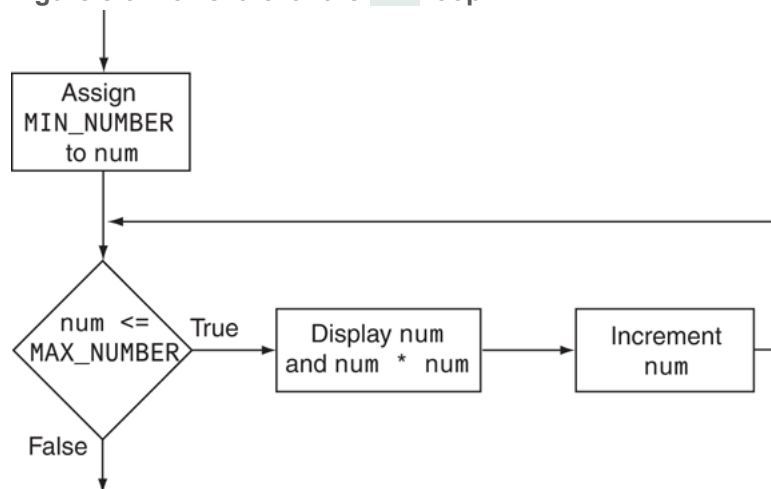 Assign
MIN_NUMBER
to num
num <=
MAX_NUMBER
True
Display num
and num * num
Increment
num
False